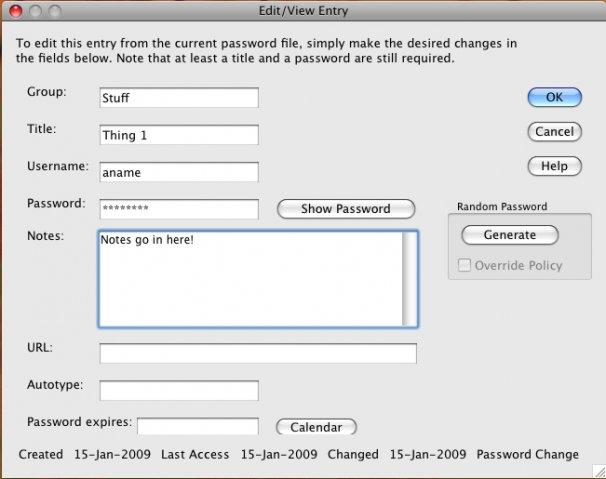 Edit/View Entry
To edit this entry from the current password file, simply make the desired changes in
the fields below. Note that at least a title and a password are still required.
Group: Stuff
OK
Title: Thing 1
Cancel
Username: aname
Help
Password: ********
Show Password
Random Password
Notes: Notes go in here!
Generate
Override Policy
URL:
Autotype:
Password expires:
Calendar
Created 15-Jan-2009 Last Access 15-Jan-2009 Changed 15-Jan-2009 Password Change